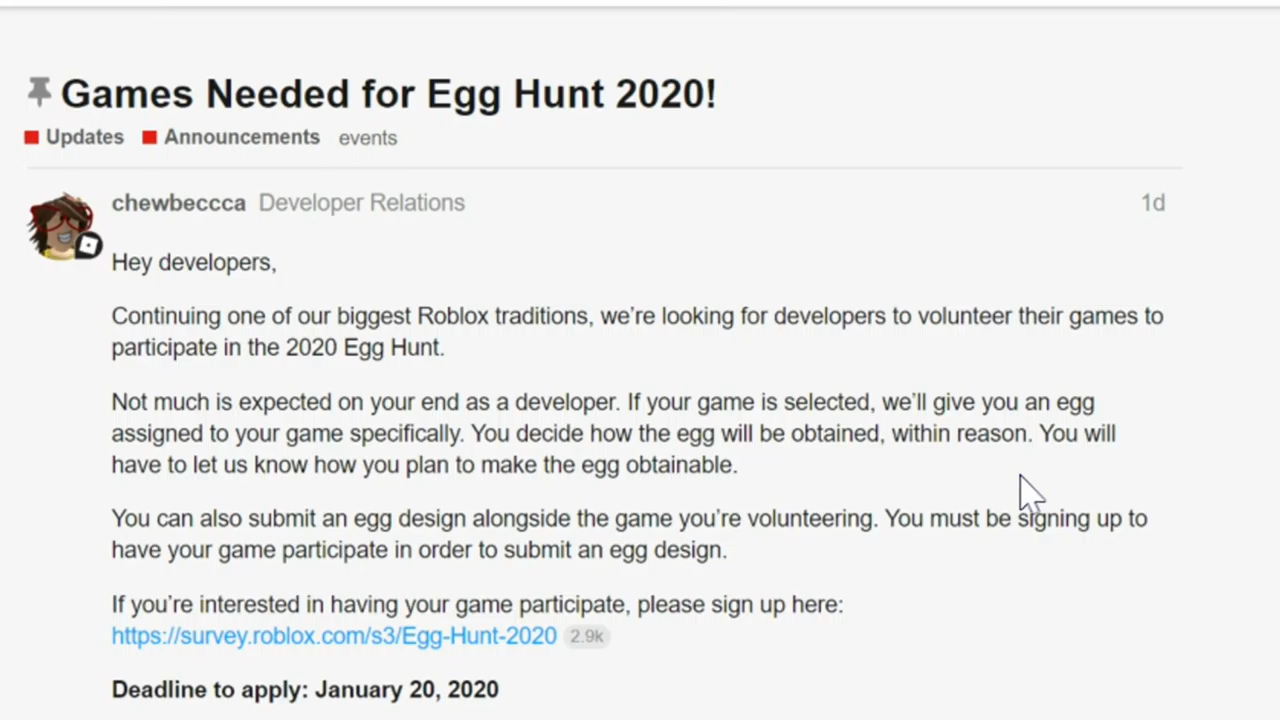 Games Needed for Egg Hunt 2020!
Updates Announcements events
chewbeccca Developer Relations 1d
Hey developers,
Continuing one of our biggest Roblox traditions, we’re looking for developers to volunteer their games to
participate in the 2020 Egg Hunt.
Not much is expected on your end as a developer. If your game is selected, we’ll give you an egg
assigned to your game specifically. You decide how the egg will be obtained, within reason. You will
have to let us know how you plan to make the egg obtainable.
You can also submit an egg design alongside the game you’re volunteering. You must be signing up to
have your game participate in order to submit an egg design.
If you’re interested in having your game participate, please sign up here:
https://survey.roblox.com/s3/Egg-Hunt-2020 2.9k
Deadline to apply: January 20, 2020